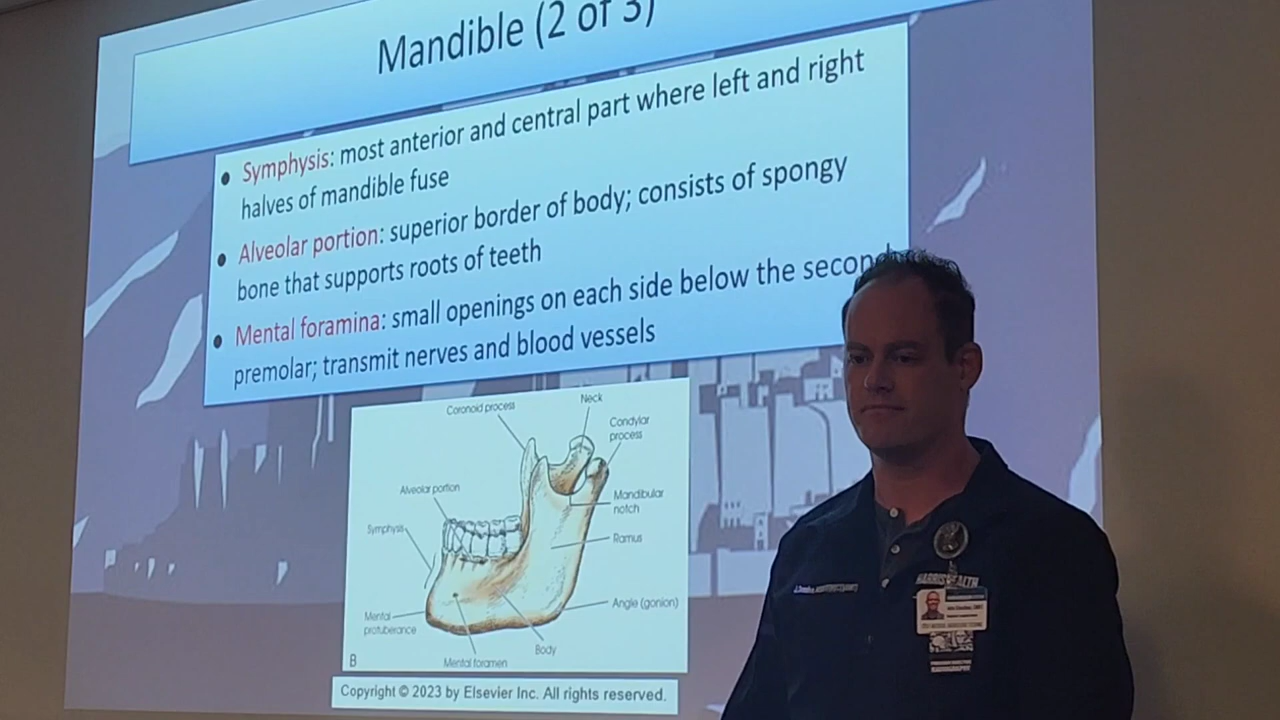 Mandible (2 of 3)
• Symphysis: most anterior and central part where left and right
halves of mandible fuse
• Alveolar portion: superior border of body; consists of spongy
bone that supports roots of teeth
• Mental foramina: small openings on each side below the second
premolar; transmit nerves and blood vessels
Coronoid process
Neck
Condylar
process
Alveolar portion
Mandibular
notch
Symphysis
Ramus
Angle (gonion)
Mental
protuberance
Body
Mental foramen
B
Copyright © 2023 by Elsevier Inc. All rights reserved.
HARRISHEALTH
RADIOGRAPHY